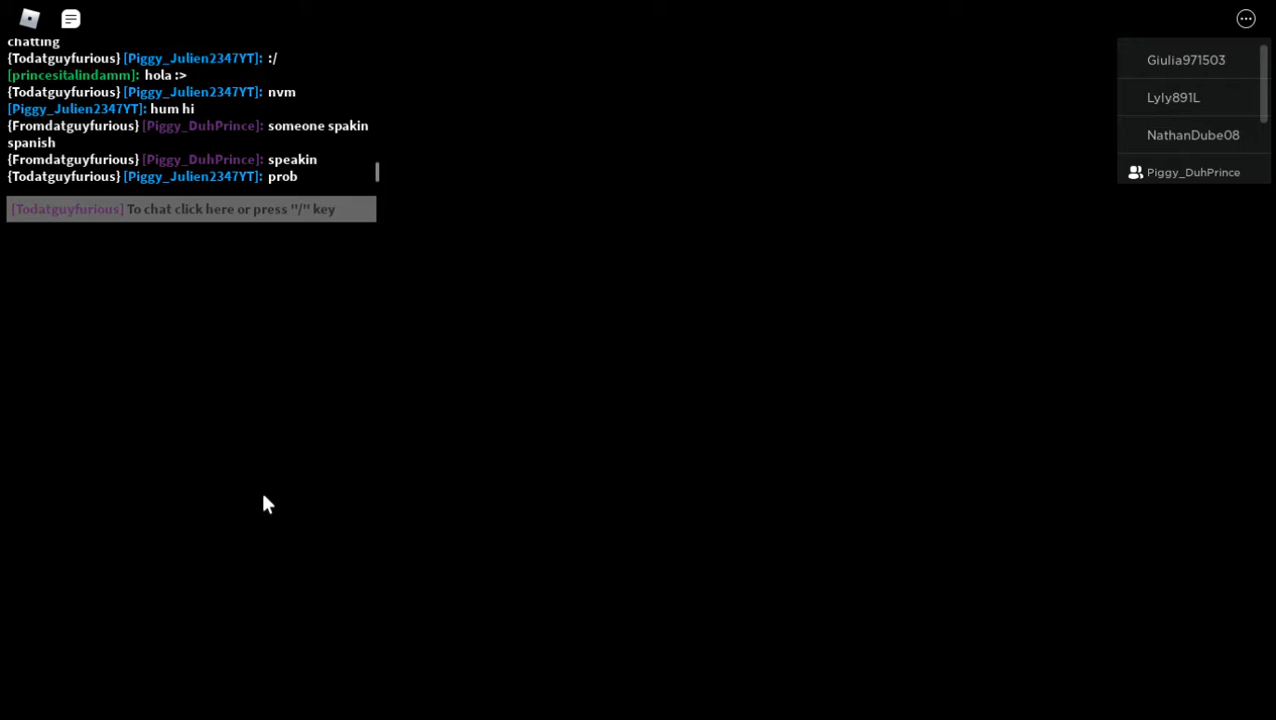 chatting
{Todatguyfurious} [Piggy_Julien2347YT]: :/
[princesitalindamm]: hola :>
{Todatguyfurious} [Piggy_Julien2347YT]: nvm
[Piggy_Julien2347YT]: hum hi
{Fromdatguyfurious} [Piggy_DuhPrince]: someone spakin
spanish
{Fromdatguyfurious} [Piggy_DuhPrince]: speakin
{Todatguyfurious} [Piggy_Julien2347YT]: prob
[Todatguyfurious] To chat click here or press "/" key
Giulia971503
Lyly891L
NathanDube08
Piggy_DuhPrince